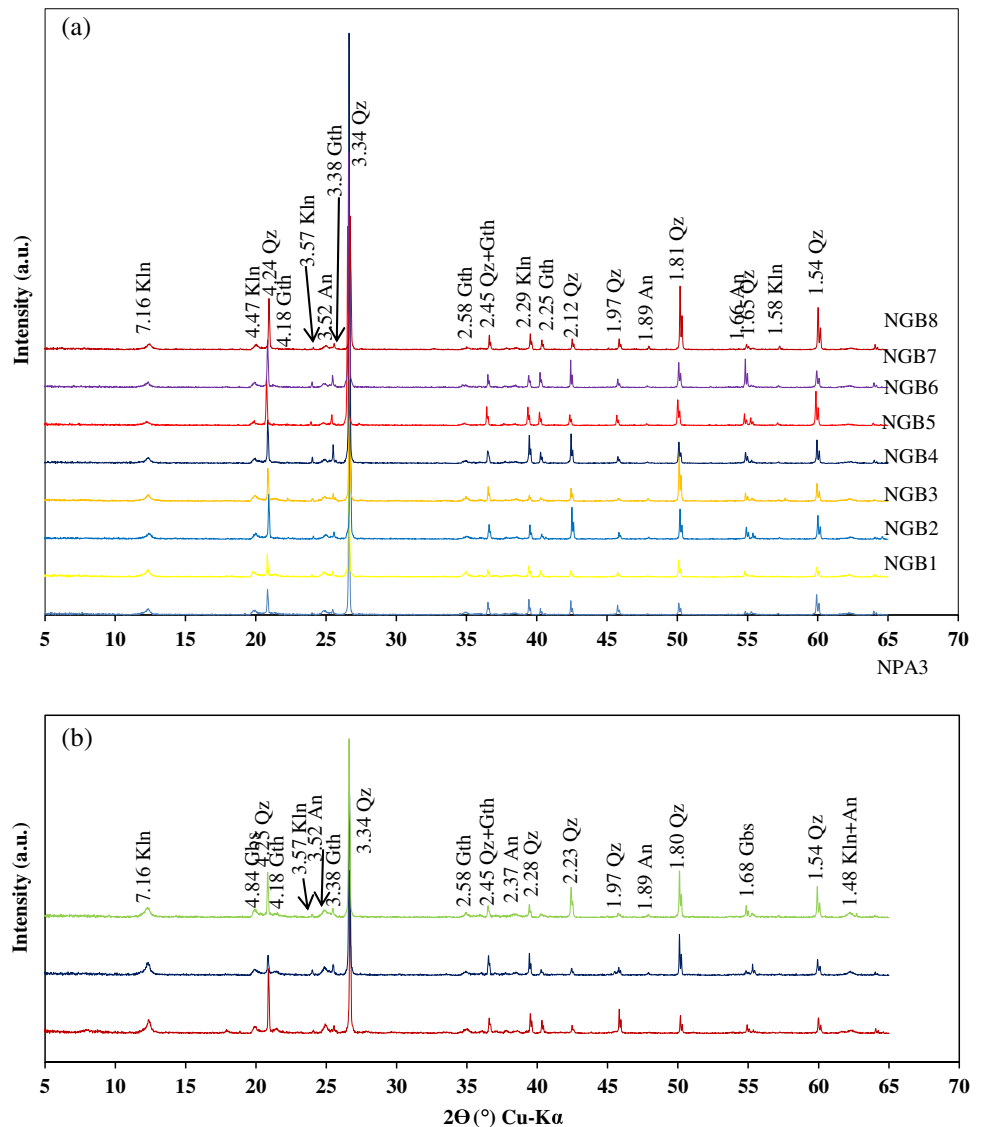 (a)
Intensity (a.u.)
7.16 Kln
4.47 Kln
4.24 Qz
4.18 Gth
3.57 Kln
3.52 An
3.38 Gth
3.34 Qz
2.58 Gth
2.45 Qz+Gth
2.29 Kln
2.25 Gth
2.12 Qz
1.97 Qz
1.89 An
1.81 Qz
1.66 An
1.65 Qz
1.58 Kln
1.54 Qz
NGB8
NGB7
NGB6
NGB5
NGB4
NGB3
NGB2
NGB1
5 10 15 20 25 30 35 40 45 50 55 60 65 70
NPA3
(b)
Intensity (a.u.)
7.16 Kln
4.84 Gbs
4.25 Qz
4.18 Gth
3.57 Kln
3.52 An
3.38 Gth
3.34 Qz
2.58 Gth
2.45 Qz+Gth
2.37 An
2.28 Qz
2.23 Qz
1.97 Qz
1.89 An
1.80 Qz
1.68 Gbs
1.54 Qz
1.48 Kln+An
5 10 15 20 25 30 35 40 45 50 55 60 65 70
2ϴ (°) Cu-Kα